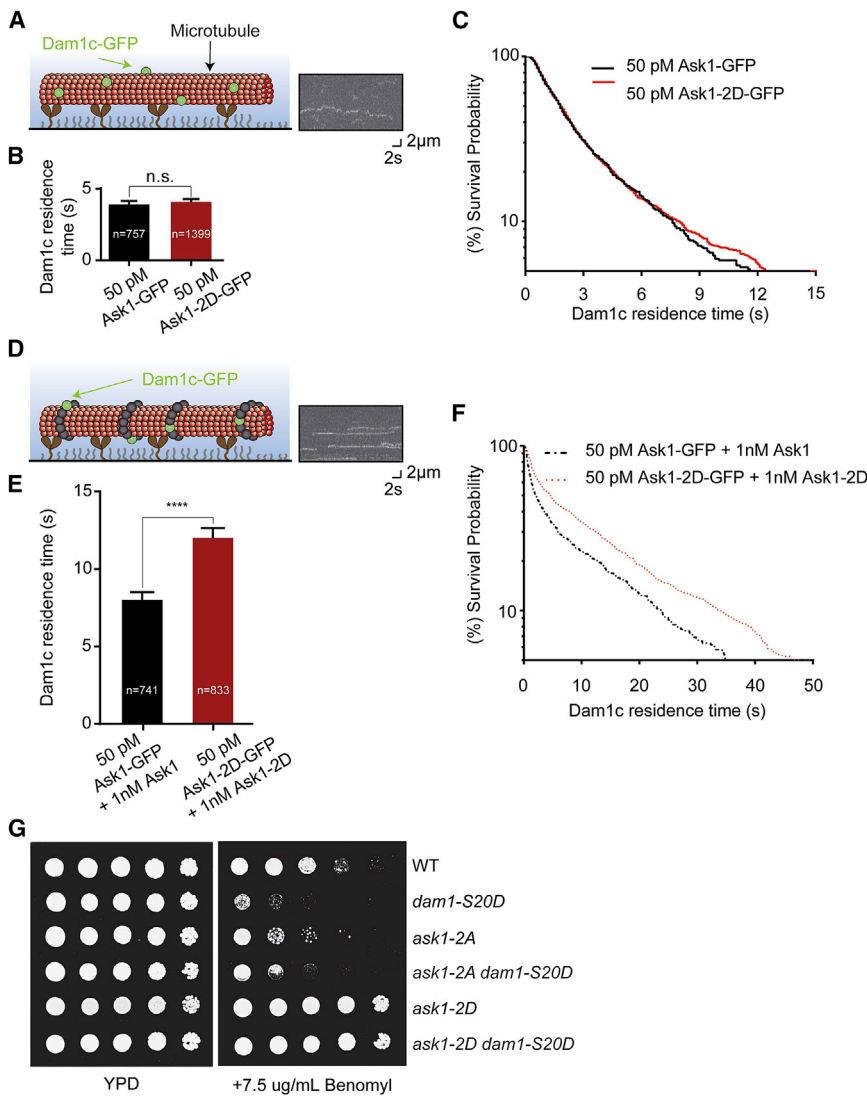 A
Dam1c-GFP
Microtubule
2µm
2s
B
Dam1c residence
time (s)
5
0
n.s.
n=757
n=1399
50 pM
Ask1-GFP
50 pM
Ask1-2D-GFP
C
50 pM Ask1-GFP
50 pM Ask1-2D-GFP
(%) Survival Probability
100
10
0
3
6
9
12
15
Dam1c residence time (s)
D
Dam1c-GFP
2µm
2s
E
Dam1c residence time (s)
15
10
5
0
****
n=741
n=833
50 pM
Ask1-GFP
+ 1nM Ask1
50 pM
Ask1-2D-GFP
+ 1nM Ask1-2D
F
50 pM Ask1-GFP + 1nM Ask1
50 pM Ask1-2D-GFP + 1nM Ask1-2D
(%) Survival Probability
100
10
0
10
20
30
40
50
Dam1c residence time (s)
G
WT
dam1-S20D
ask1-2A
ask1-2A dam1-S20D
ask1-2D
ask1-2D dam1-S20D
YPD
+7.5 ug/mL Benomyl